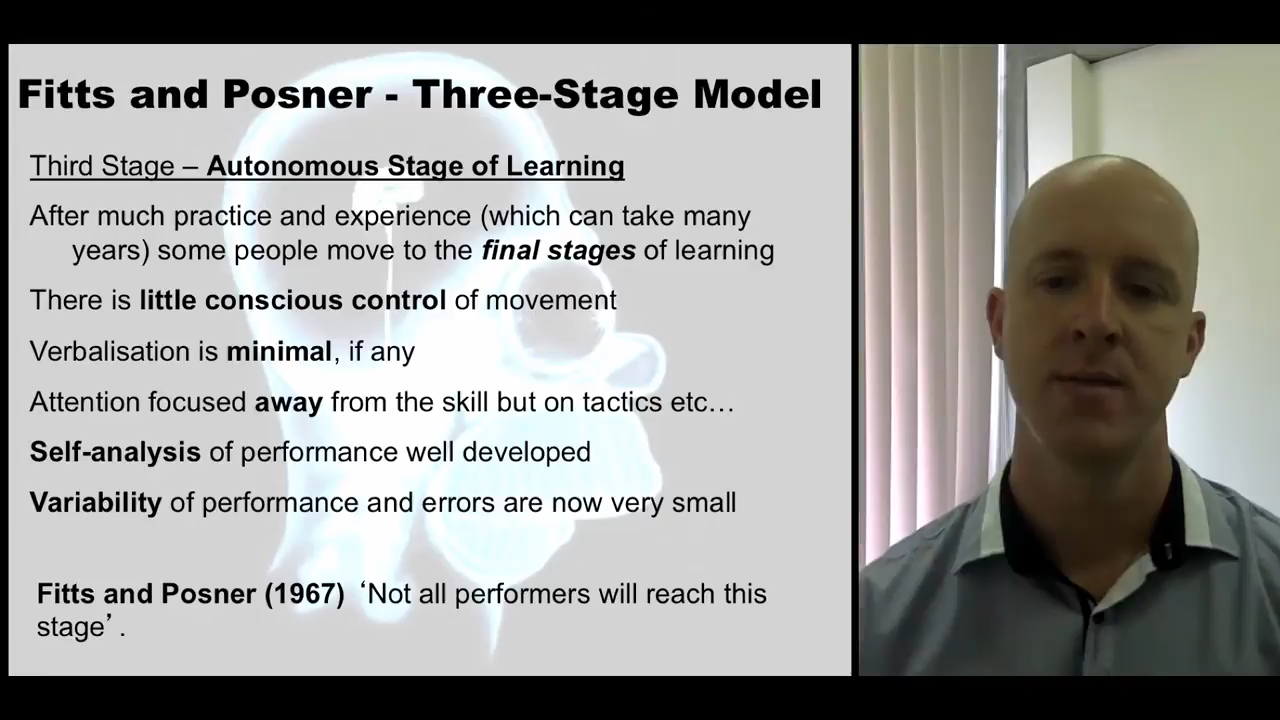 Fitts and Posner - Three-Stage Model
Third Stage – Autonomous Stage of Learning
After much practice and experience (which can take many
years) some people move to the final stages of learning
There is little conscious control of movement
Verbalisation is minimal, if any
Attention focused away from the skill but on tactics etc…
Self-analysis of performance well developed
Variability of performance and errors are now very small
Fitts and Posner (1967) ‘Not all performers will reach this
stage’ .